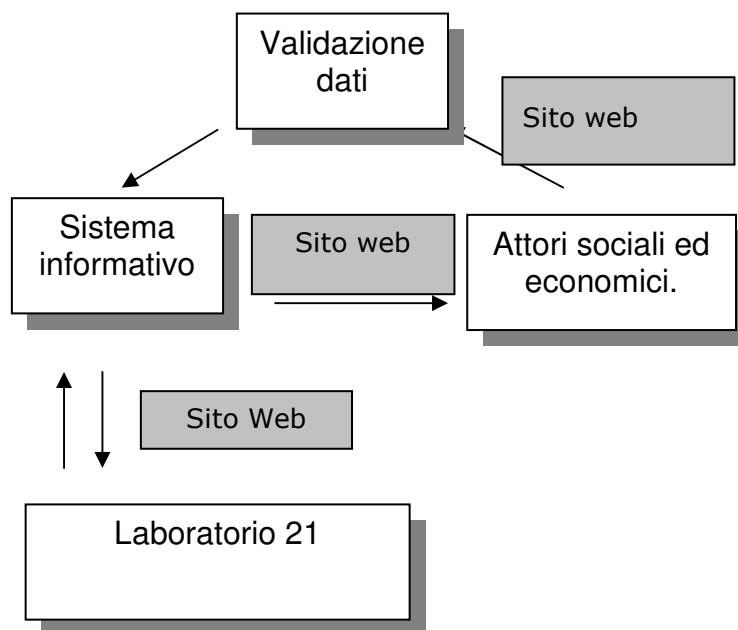 Validazione
dati
Sito web
Sistema
informativo
Sito web
Attori sociali ed
economici.
Sito Web
Laboratorio 21